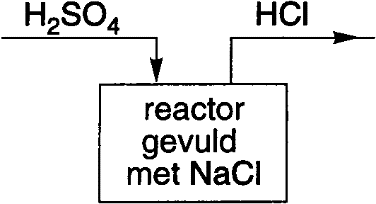 H₂SO₄
HCl
reactor
gevuld
met NaCl